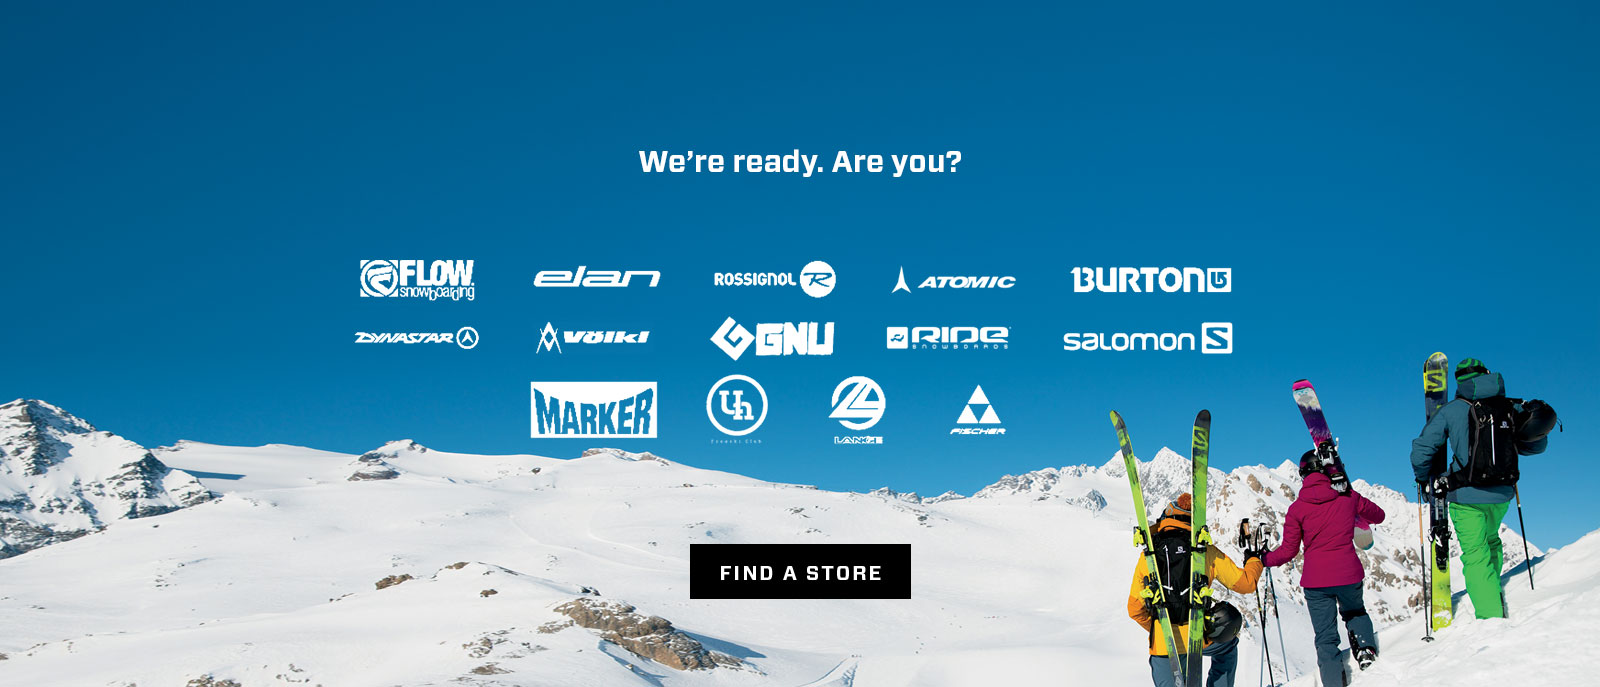 We're ready. Are you?
FLOW snowboarding
elan
ROSSIGNOL R
ATOMIC
BURTON
DYNASTAR
Völkl
GNU
RIDE SNOWBOARDS
SALOMON S
MARKER
Uh
LANGE
FISCHER
S
FIND A STORE